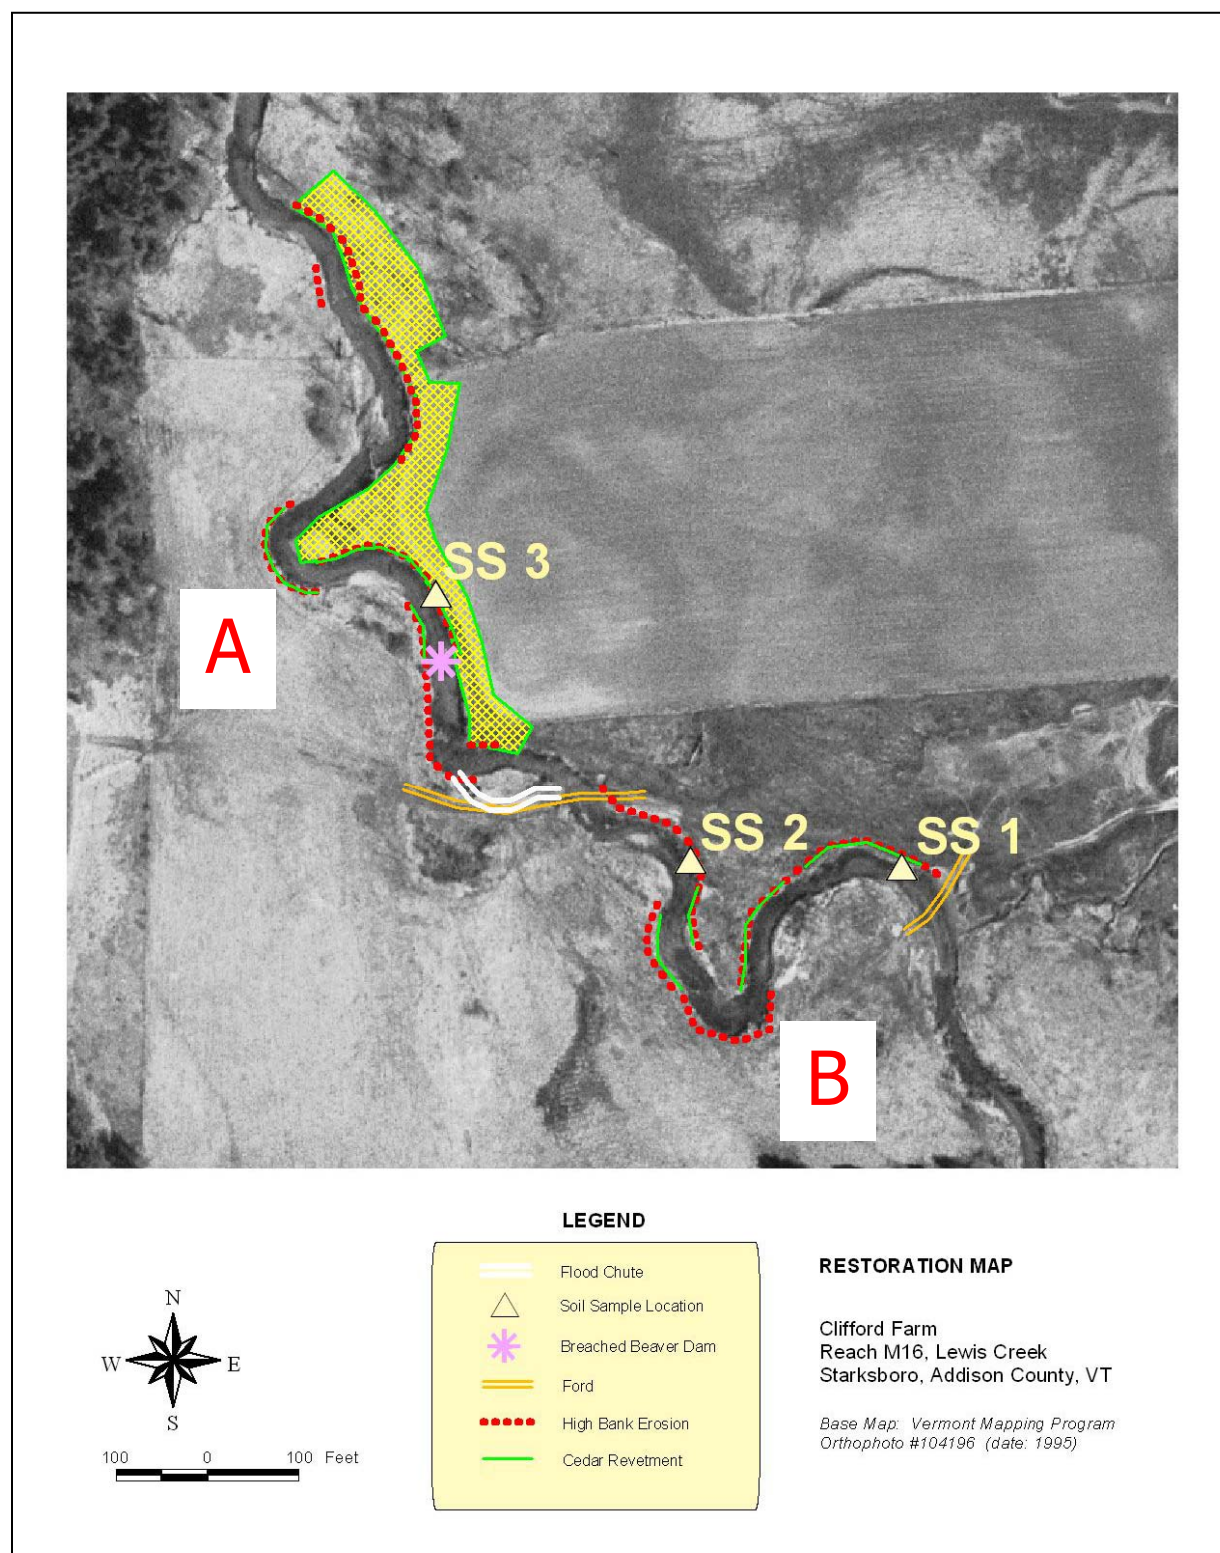 SS 3
A
SS 2
SS 1
B
LEGEND
Flood Chute
Soil Sample Location
Breached Beaver Dam
Ford
High Bank Erosion
Cedar Revetment
RESTORATION MAP
Clifford Farm
Reach M16, Lewis Creek
Starksboro, Addison County, VT
Base Map: Vermont Mapping Program
Orthophoto #104196 (date: 1995)
N
W E
S
100 0 100 Feet